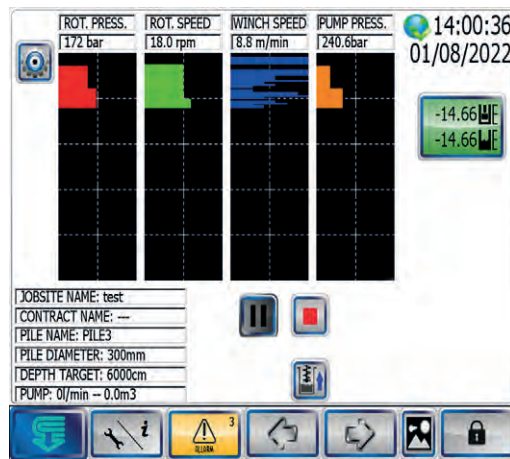 ROT. PRESS. ROT. SPEED WINCH SPEED PUMP PRESS. 14:00:36
172 bar 18.0 rpm 8.8 m/min 240.6bar 01/08/2022
-14.66
-14.66
JOBSITE NAME: test
CONTRACT NAME: ---
PILE NAME: PILE3
PILE DIAMETER: 300mm
DEPTH TARGET: 6000cm
PUMP: 0l/min -- 0.0m3
i 3
ALLARM